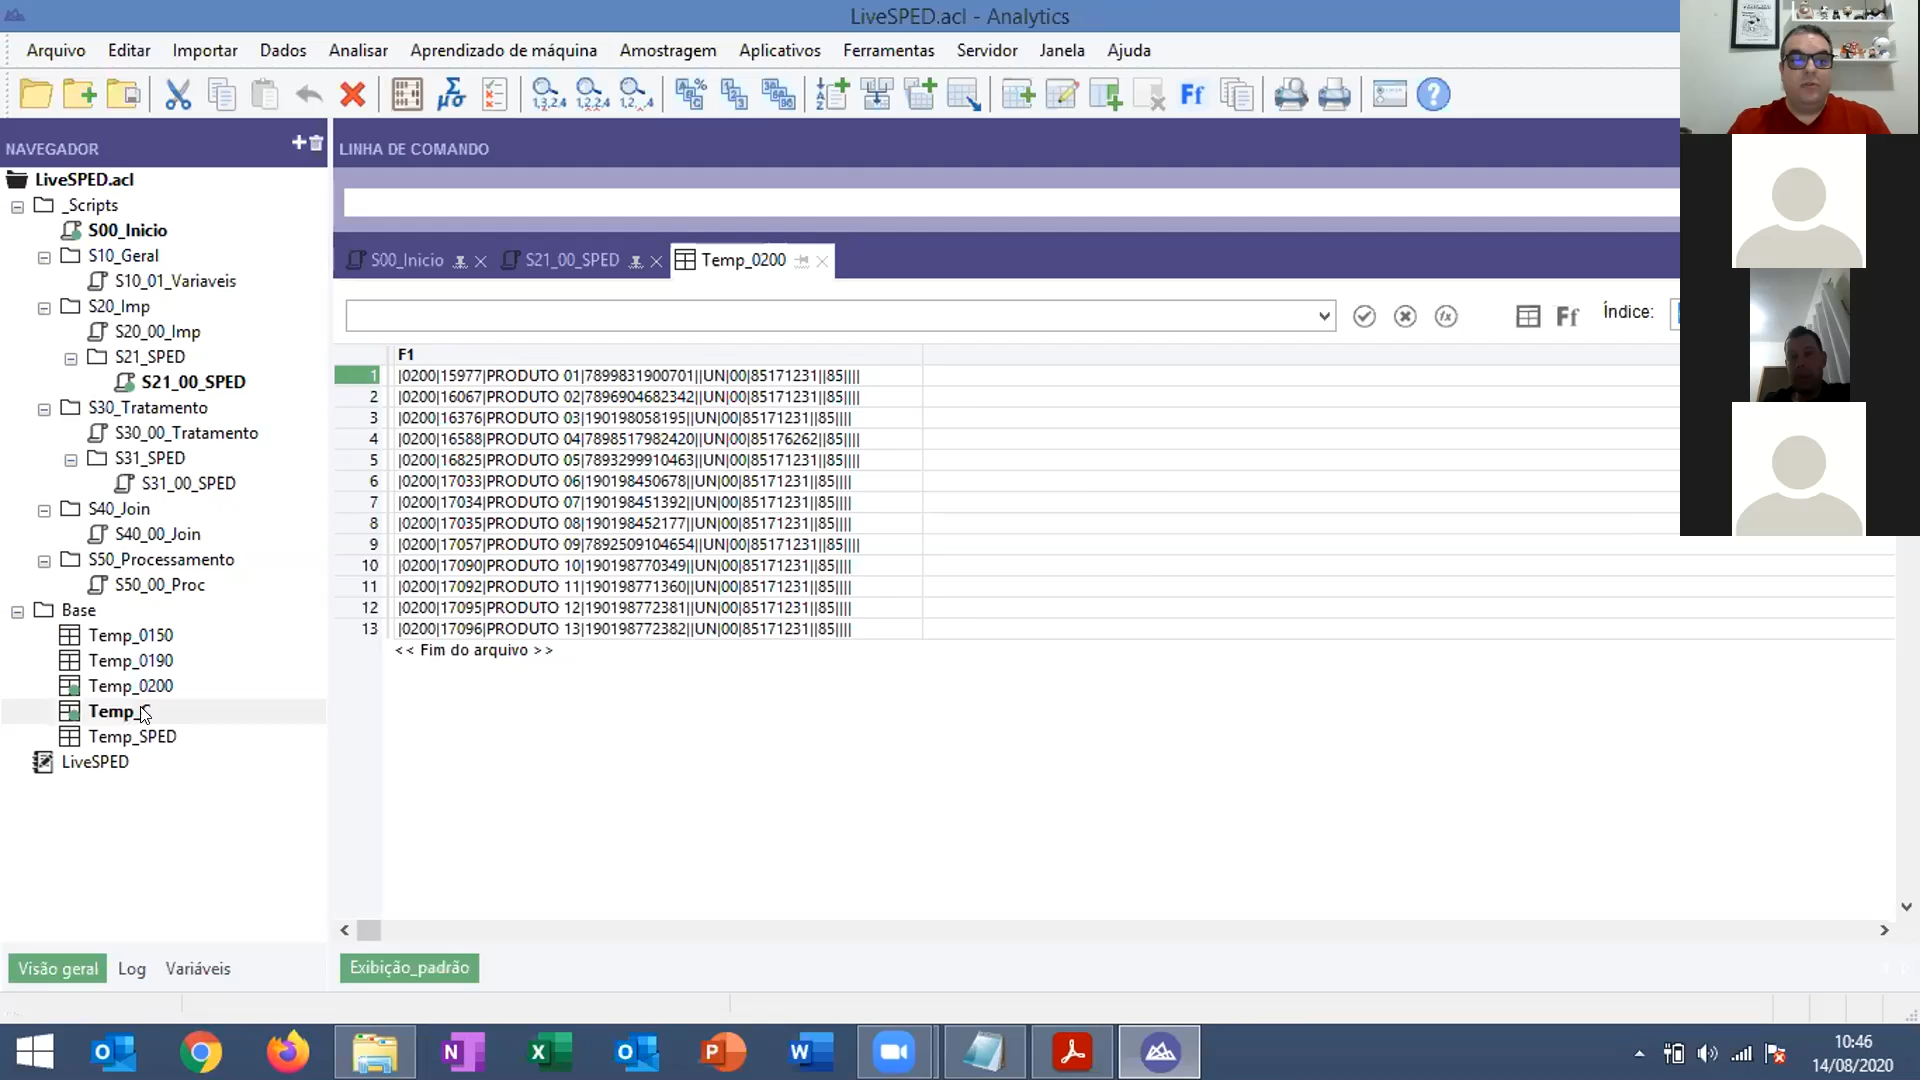 LiveSPED.acl - Analytics
Arquivo Editar Importar Dados Analisar Aprendizado de máquina Amostragem Aplicativos Ferramentas Servidor Janela Ajuda
NAVEGADOR
LiveSPED.acl
_Scripts
S00_Inicio
S10_Geral
S10_01_Variaveis
S20_Imp
S20_00_Imp
S21_SPED
S21_00_SPED
S30_Tratamento
S30_00_Tratamento
S31_SPED
S31_00_SPED
S40_Join
S40_00_Join
S50_Processamento
S50_00_Proc
Base
Temp_0150
Temp_0190
Temp_0200
Temp_C
Temp_SPED
LiveSPED
Visão geral Log Variáveis
LINHA DE COMANDO
S00_Inicio S21_00_SPED Temp_0200
Ff Índice:
F1
1 |0200|15977|PRODUTO 01|7899831900701||UN|00|85171231||85||||
2 |0200|16067|PRODUTO 02|7896904682342||UN|00|85171231||85||||
3 |0200|16376|PRODUTO 03|190198058195||UN|00|85171231||85||||
4 |0200|16588|PRODUTO 04|7898517982420||UN|00|85176262||85||||
5 |0200|16825|PRODUTO 05|7893299910463||UN|00|85171231||85||||
6 |0200|17033|PRODUTO 06|190198450678||UN|00|85171231||85||||
7 |0200|17034|PRODUTO 07|190198451392||UN|00|85171231||85||||
8 |0200|17035|PRODUTO 08|190198452177||UN|00|85171231||85||||
9 |0200|17057|PRODUTO 09|7892509104654||UN|00|85171231||85||||
10 |0200|17090|PRODUTO 10|190198770349||UN|00|85171231||85||||
11 |0200|17092|PRODUTO 11|190198771360||UN|00|85171231||85||||
12 |0200|17095|PRODUTO 12|190198772381||UN|00|85171231||85||||
13 |0200|17096|PRODUTO 13|190198772382||UN|00|85171231||85||||
<< Fim do arquivo >>
Exibição_padrão
10:46
14/08/2020